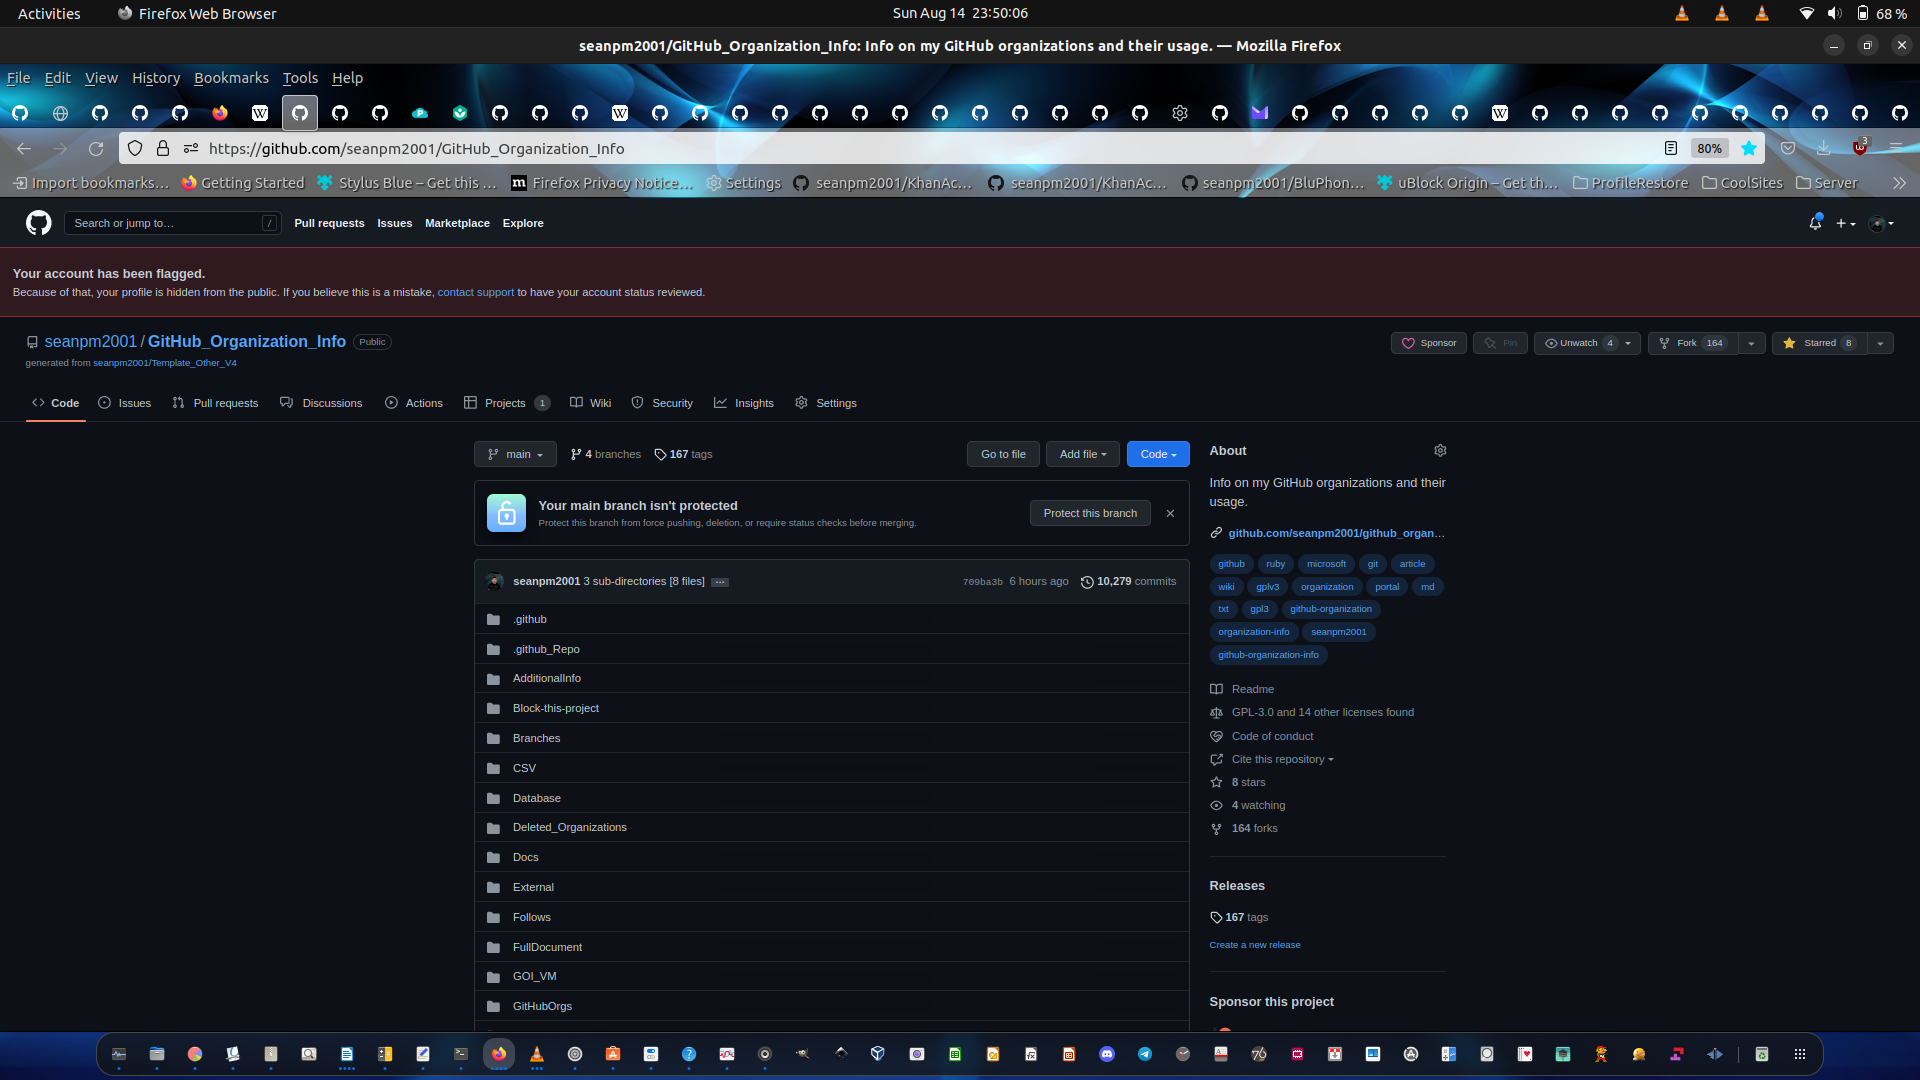 Activities
Firefox Web Browser
Sun Aug 14 23:50:06
68 %
seanpm2001/GitHub_Organization_Info: Info on my GitHub organizations and their usage. — Mozilla Firefox
File Edit View History Bookmarks Tools Help
https://github.com/seanpm2001/GitHub_Organization_Info
80%
3
Import bookmarks…
Getting Started
Stylus Blue – Get this …
Firefox Privacy Notice…
Settings
seanpm2001/KhanAc…
seanpm2001/KhanAc…
seanpm2001/BluPhon…
uBlock Origin – Get th…
ProfileRestore
CoolSites
Server
Search or jump to…
/
Pull requests
Issues
Marketplace
Explore
Your account has been flagged.
Because of that, your profile is hidden from the public. If you believe this is a mistake, contact support to have your account status reviewed.
seanpm2001 / GitHub_Organization_Info Public
generated from seanpm2001/Template_Other_V4
Sponsor
Pin
Unwatch 4
Fork 164
Starred 8
Code
Issues
Pull requests
Discussions
Actions
Projects 1
Wiki
Security
Insights
Settings
main
4 branches
167 tags
Go to file
Add file
Code
Your main branch isn't protected
Protect this branch from force pushing, deletion, or require status checks before merging.
Protect this branch
seanpm2001 3 sub-directories [8 files] …
709ba3b 6 hours ago
10,279 commits
.github
.github_Repo
AdditionalInfo
Block-this-project
Branches
CSV
Database
Deleted_Organizations
Docs
External
Follows
FullDocument
GOI_VM
GitHubOrgs
About
Info on my GitHub organizations and their
usage.
github.com/seanpm2001/github_organ…
github ruby microsoft git article
wiki gplv3 organization portal md
txt gpl3 github-organization
organization-info seanpm2001
github-organization-info
Readme
GPL-3.0 and 14 other licenses found
Code of conduct
Cite this repository
8 stars
4 watching
164 forks
Releases
167 tags
Create a new release
Sponsor this project